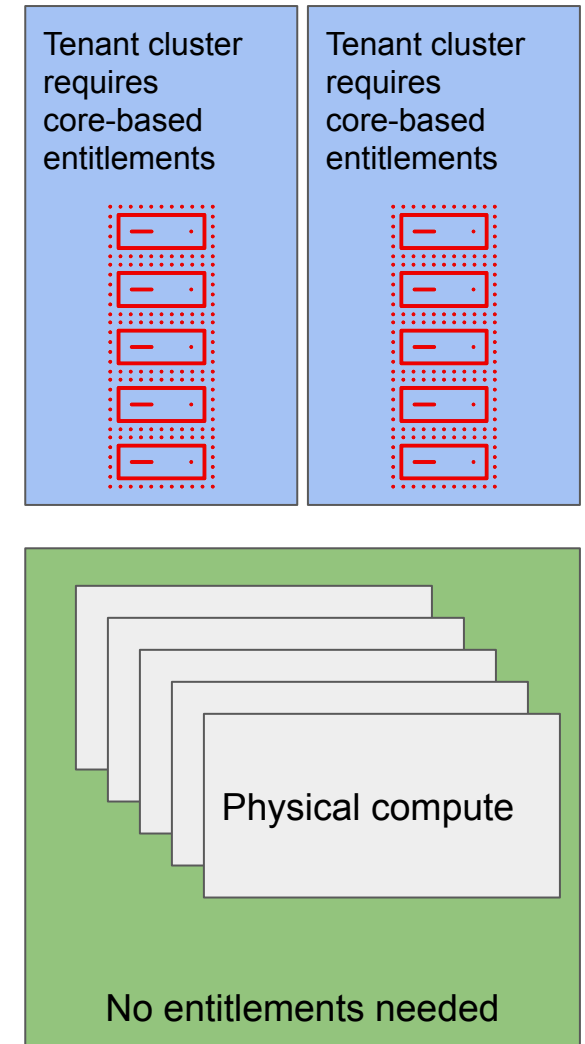 Tenant cluster
requires
core-based
entitlements
Tenant cluster
requires
core-based
entitlements
Physical compute
No entitlements needed